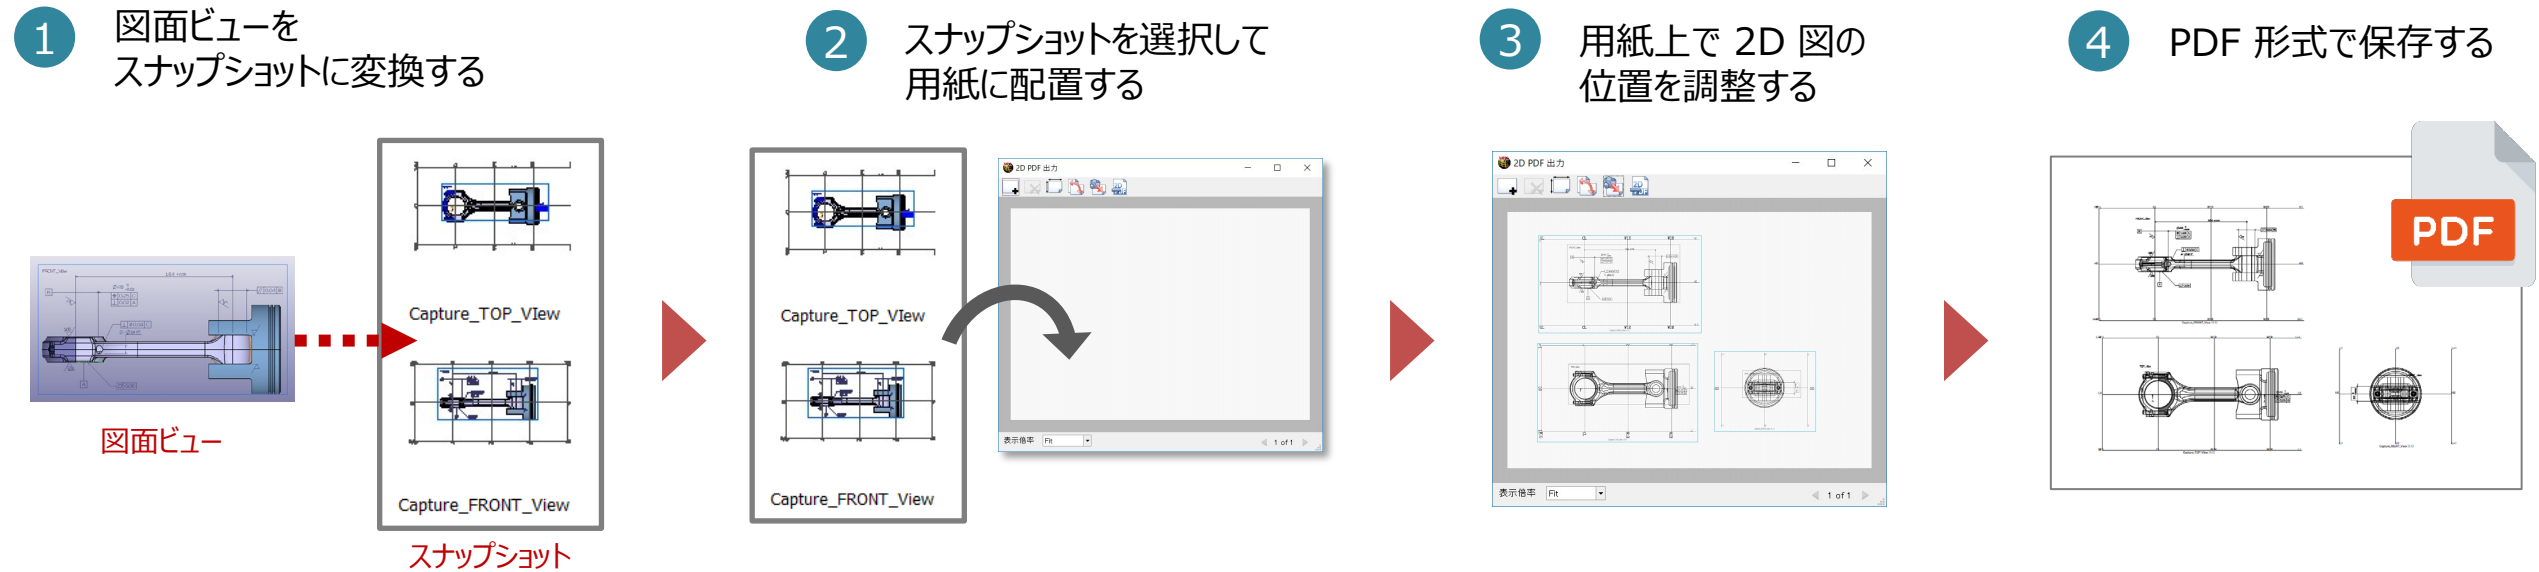 1
図面ビューを
スナップショットに変換する
図面ビュー
Capture_TOP_VIew
Capture_FRONT_View
スナップショット
2
スナップショットを選択して
用紙に配置する
Capture_TOP_VIew
Capture_FRONT_View
2D PDF 出力
2D
表示倍率 Fit
1 of 1
3
用紙上で 2D 図の
位置を調整する
2D PDF 出力
2D
表示倍率 Fit
1 of 1
4
PDF 形式で保存する
PDF